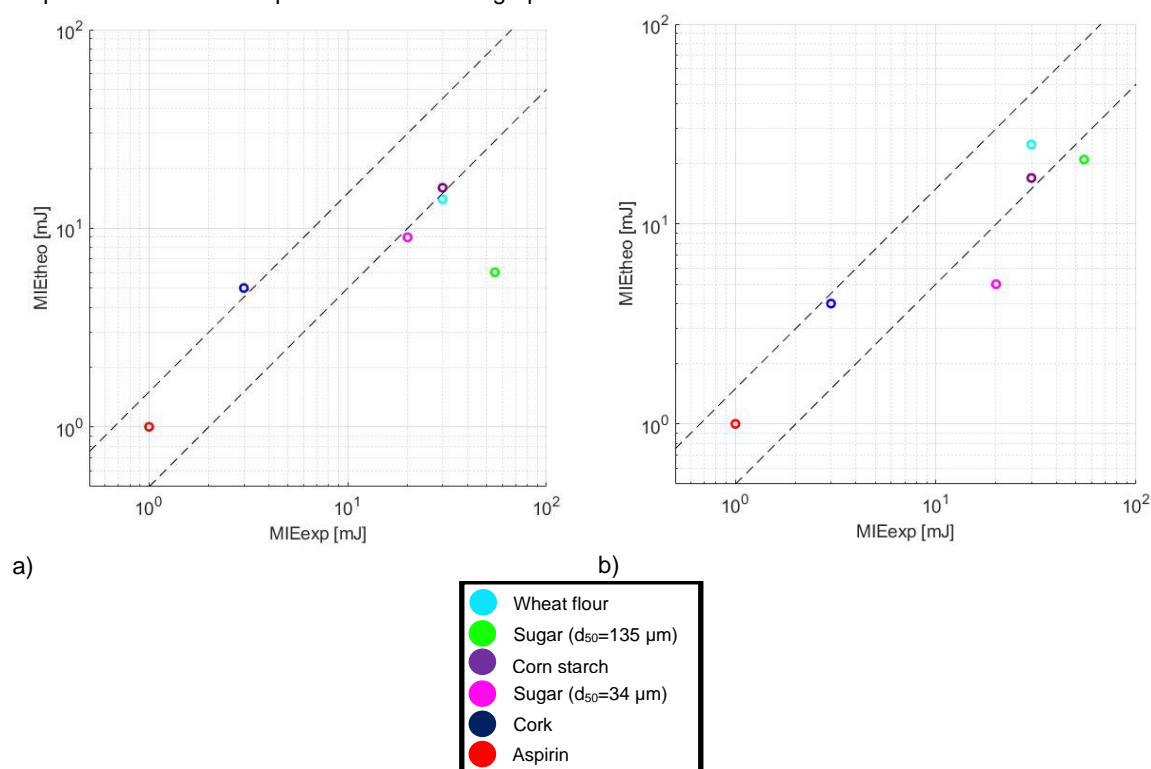 10²
10²
10¹
10¹
MIEtheo [mJ]
MIEtheo [mJ]
10⁰
10⁰
10⁰ 10¹ 10²
10⁰ 10¹ 10²
MIEexp [mJ]
MIEexp [mJ]
a)
b)
Wheat flour
Sugar (d₅₀=135 µm)
Corn starch
Sugar (d₅₀=34 µm)
Cork
Aspirin